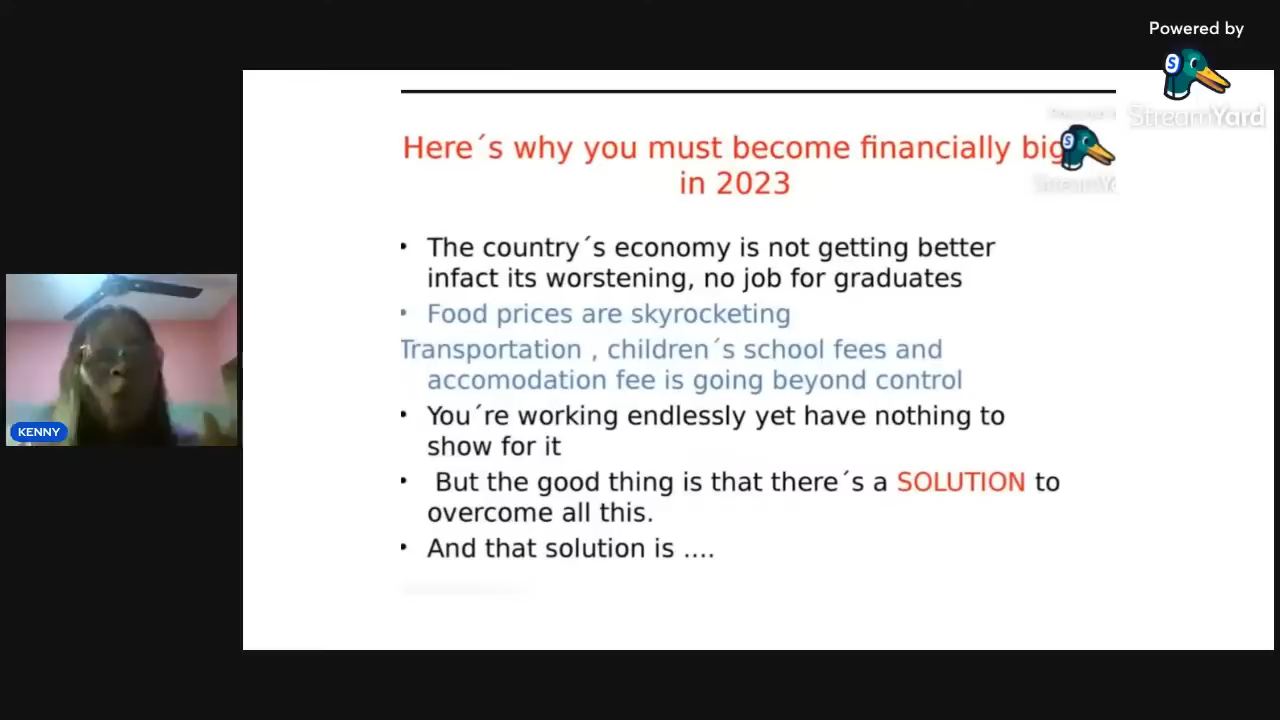 Powered by
StreamYard
Here´s why you must become financially big
in 2023
• The country´s economy is not getting better
infact its worstening, no job for graduates
• Food prices are skyrocketing
Transportation , children´s school fees and
accomodation fee is going beyond control
• You´re working endlessly yet have nothing to
show for it
• But the good thing is that there´s a SOLUTION to
overcome all this.
• And that solution is ....
KENNY